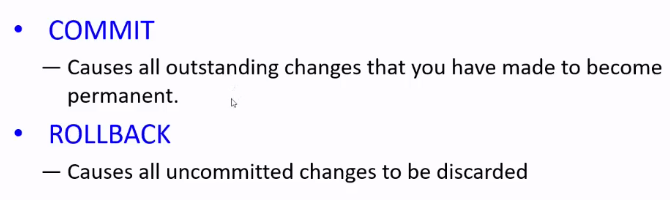 • COMMIT
— Causes all outstanding changes that you have made to become
permanent.
• ROLLBACK
— Causes all uncommitted changes to be discarded